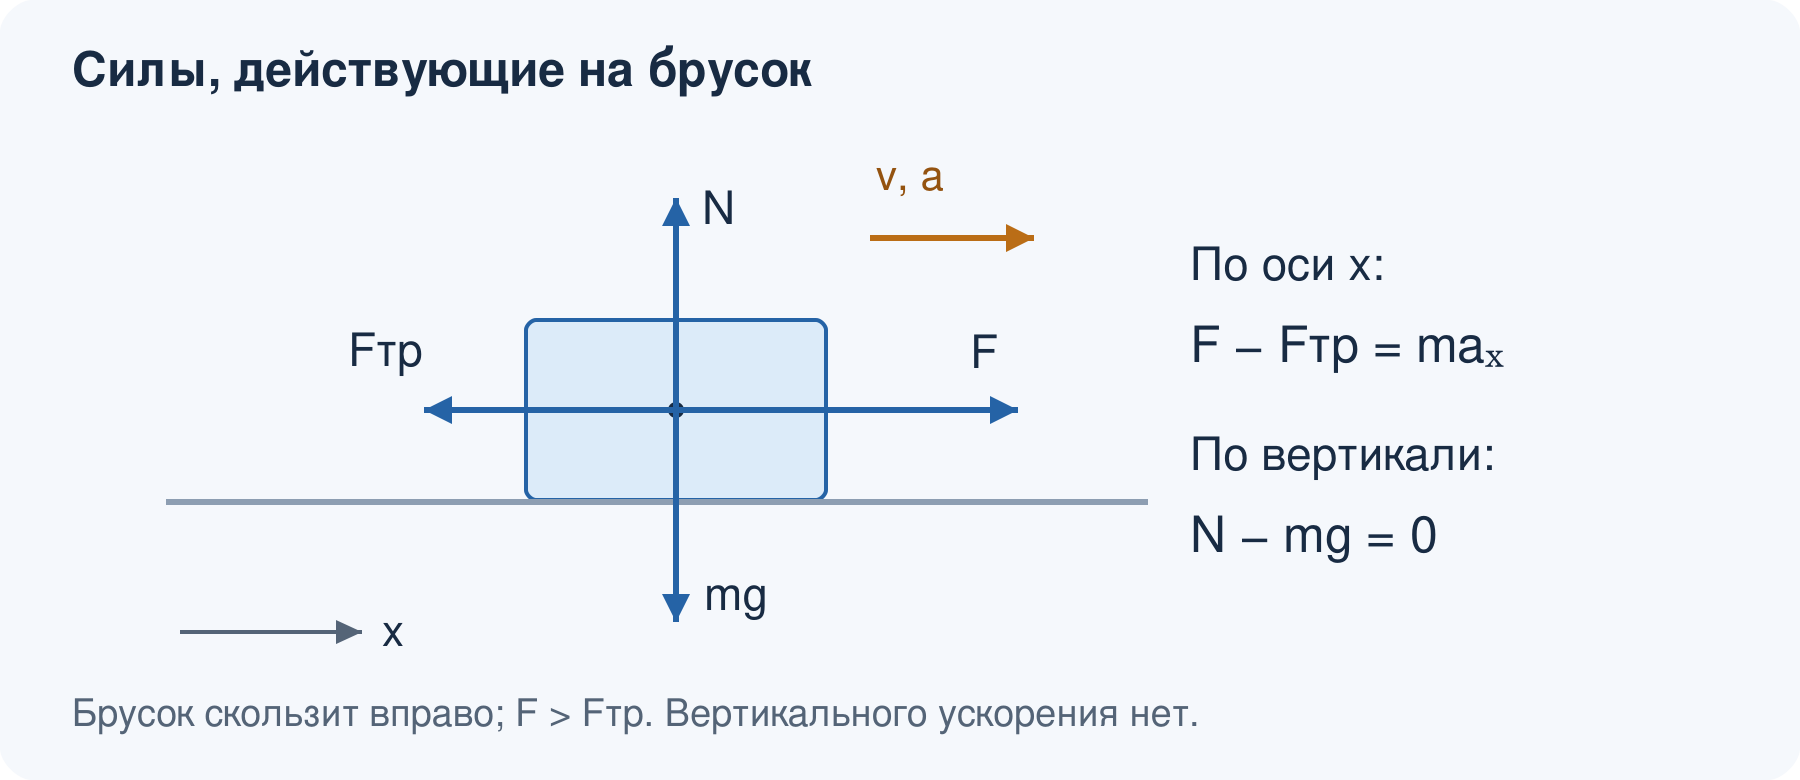 Силы, действующие на брусок
v, a
N
Fтр
F
mg
x
По оси x:
F – Fтр = maₓ
По вертикали:
N – mg = 0
Брусок скользит вправо; F > Fтр. Вертикального ускорения нет.